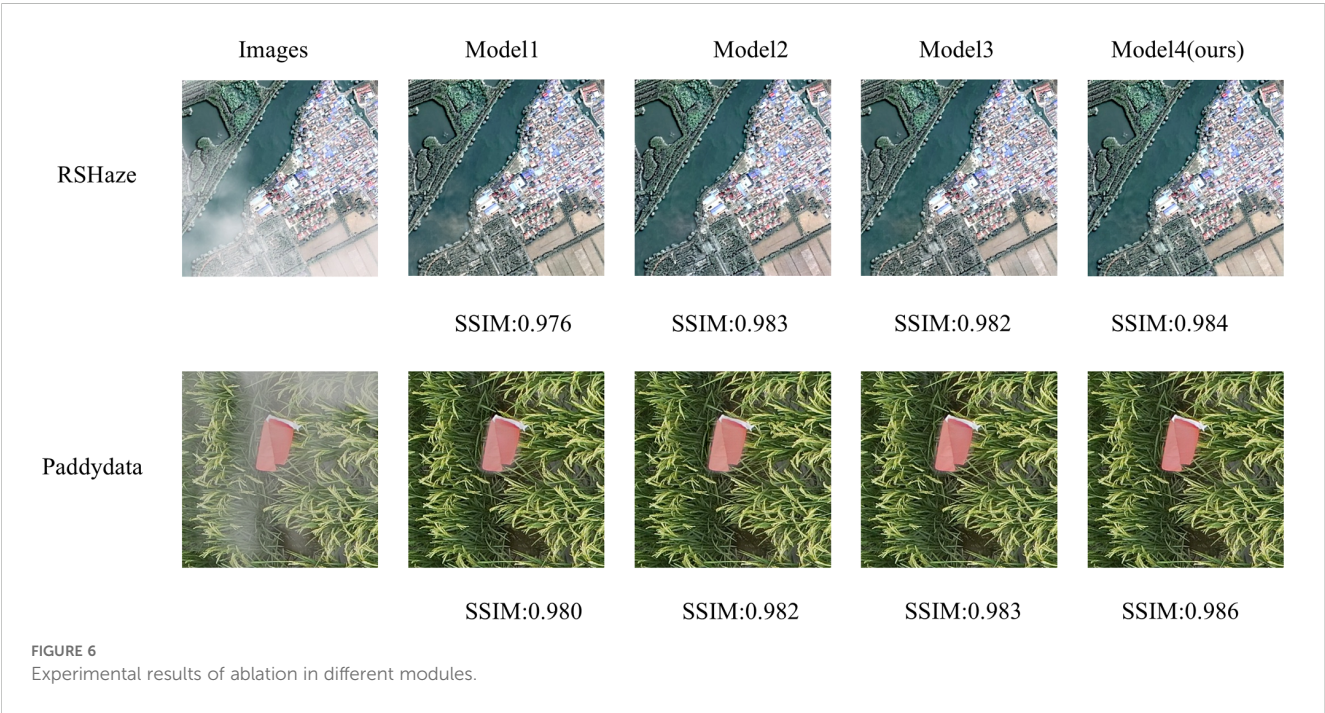 Images Model1 Model2 Model3 Model4(ours)
RSHaze
SSIM:0.976 SSIM:0.983 SSIM:0.982 SSIM:0.984
Paddydata
SSIM:0.980 SSIM:0.982 SSIM:0.983 SSIM:0.986
FIGURE 6
Experimental results of ablation in different modules.